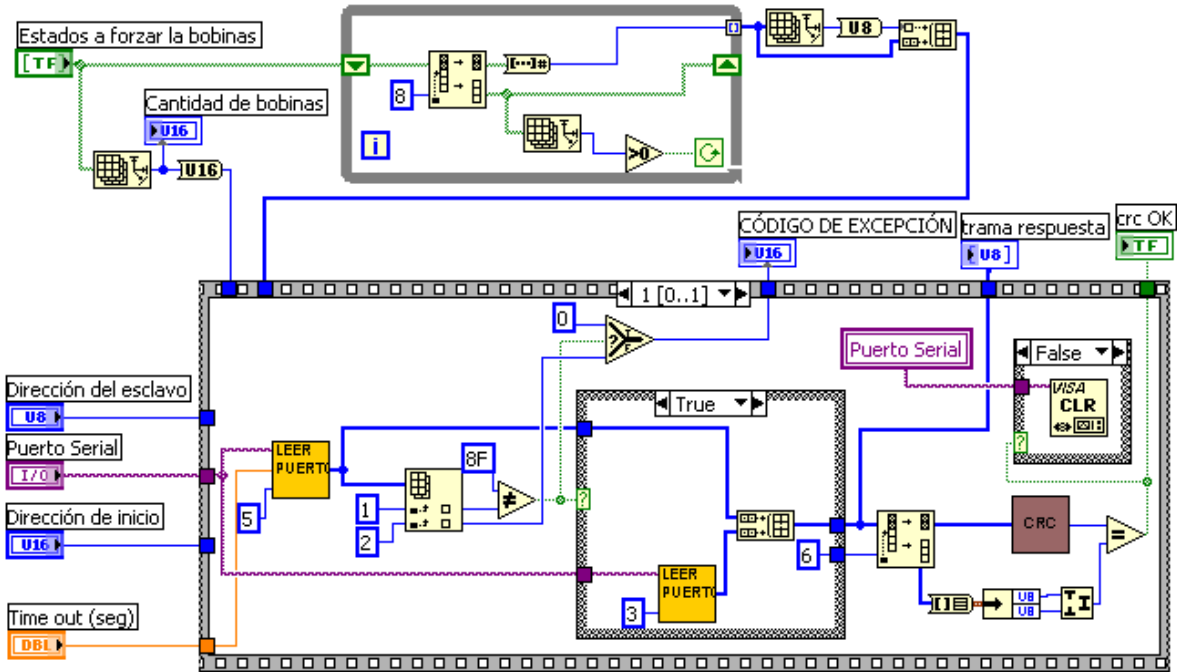 Estados a forzar la bobinas
[TF]
Cantidad de bobinas
U16
U16
8
[...]#
i
>0
[]
U8
CÓDIGO DE EXCEPCIÓN
U16
trama respuesta
[U8]
crc OK
TF
1 [0..1]
0
?
T
F
Puerto Serial
False
VISA
CLR
?
Dirección del esclavo
U8
Puerto Serial
I/O
Dirección de inicio
U16
Time out (seg)
DBL
LEER
PUERTO
5
1
2
8F
≠
True
?
LEER
PUERTO
3
6
CRC
=
[]
U8
U8